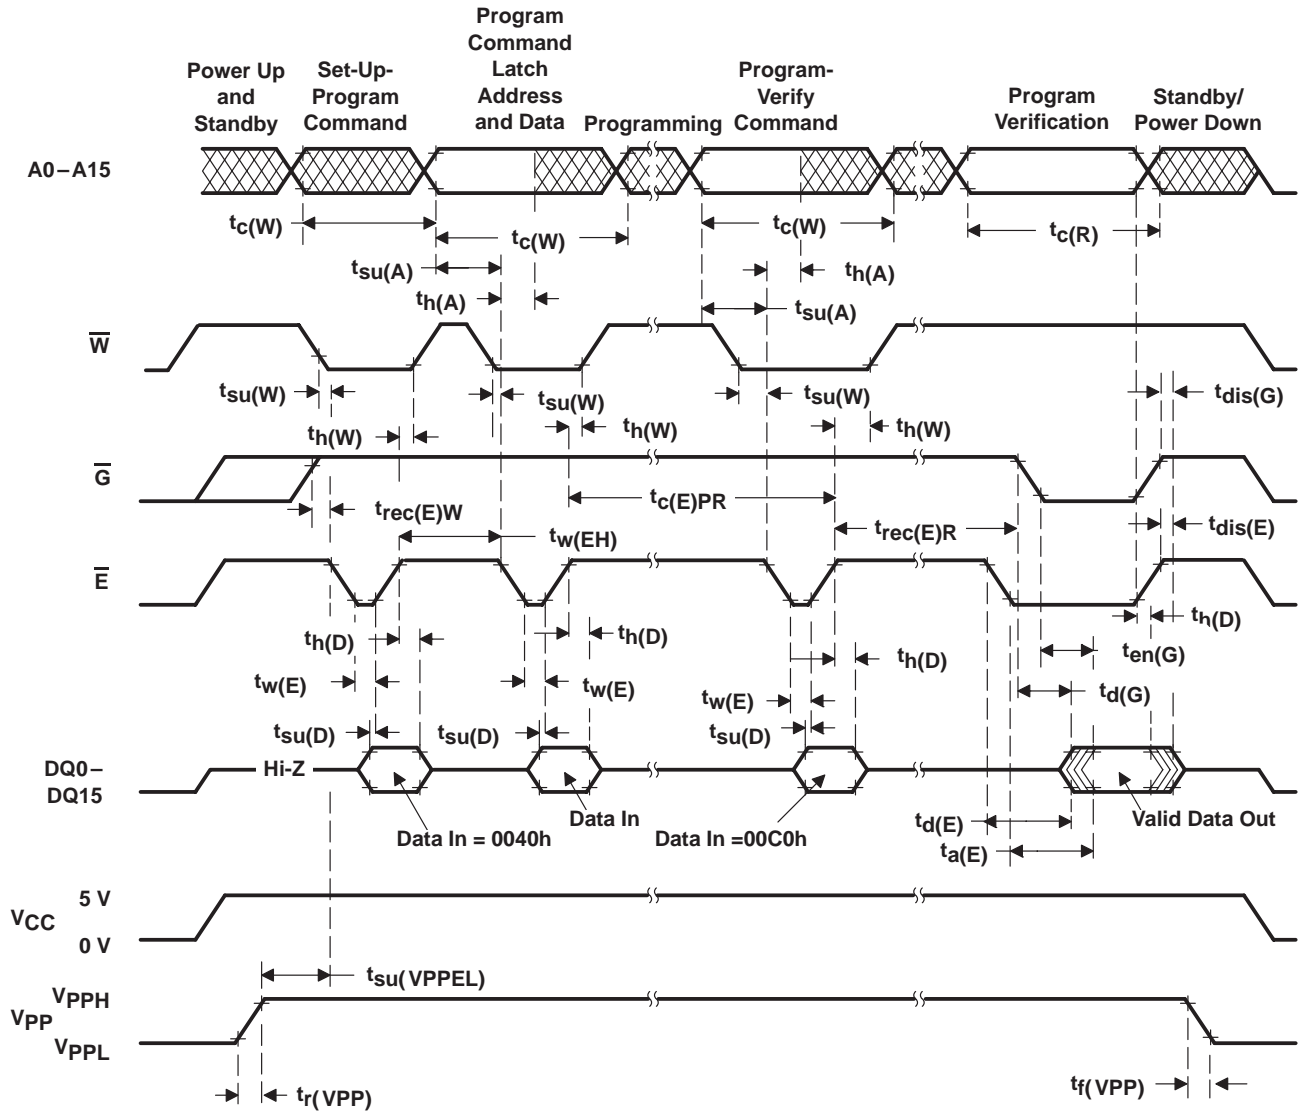 Power Up
and
Standby
Set-Up-
Program
Command
Program
Command
Latch
Address
and Data
Programming
Program-
Verify
Command
Program
Verification
Standby/
Power Down
A0–A15
tc(W)
tc(W)
tc(W)
tc(R)
tsu(A)
th(A)
th(A)
tsu(A)
W
tsu(W)
tsu(W)
tsu(W)
tdis(G)
th(W)
th(W)
th(W)
G
tc(E)PR
trec(E)W
trec(E)R
tdis(E)
tw(EH)
E
th(D)
th(D)
th(D)
th(D)
ten(G)
tw(E)
tw(E)
tw(E)
td(G)
tsu(D)
tsu(D)
tsu(D)
DQ0–
DQ15
Hi-Z
Data In = 0040h
Data In
Data In =00C0h
Valid Data Out
td(E)
ta(E)
5 V
VCC
0 V
tsu(VPPEL)
VPPH
VPP
VPPL
tr(VPP)
tf(VPP)